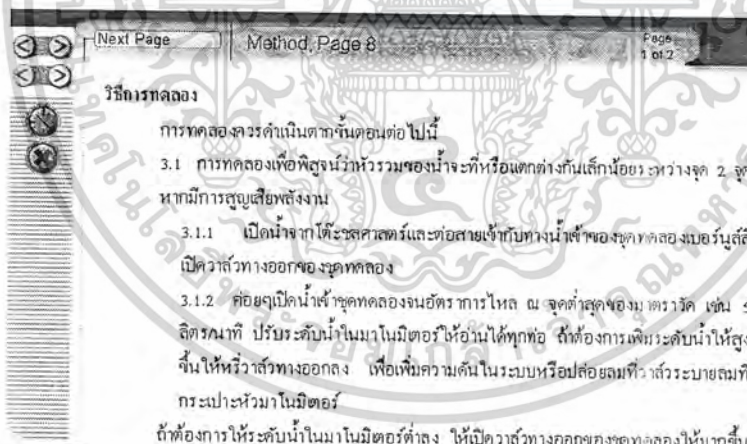 Next Page
Method, Page 8
Page
1 of 2
วิธีการทดลอง
การทดลองควรดำเนินตากขั้นตอนต่อไปนี้
3.1 การทดลองเพื่อพิสูจน์ว่าหัวรวมของน้ำจะที่หรือแตกต่างกันเล็กน้อยระหว่างจุด 2 จุด
หากมีการสูญเสียพลังงาน
3.1.1 เปิดน้ำจากโต๊ะชลศาสตร์และต่อสายเข้ากับทางน้ำเข้าของชุดทดลองเบอร์นูลลี
เปิดวาล์วทางออกของชุดทดลอง
3.1.2 ค่อยๆเปิดน้ำเข้าชุดทดลองจนอัตราการไหล ณ จุดต่ำสุดของมาตรวัด เช่น
ลิตร/นาที ปรับระดับน้ำในมาโนมิเตอร์ให้อ่านได้ทุกท่อ ถ้าต้องการเพิ่มระดับน้ำให้สูง
ขึ้นให้หรี่วาล์วทางออกลง เพื่อเพิ่มความดันในระบบหรือปล่อยลมที่วาล์วระบายลมที่
กระเปาะหัวมาโนมิเตอร์
ถ้าต้องการให้ระดับน้ำในมาโนมิเตอร์ต่ำลง ให้เปิดวาล์วทางออกของชุดทดลองให้มากขึ้น